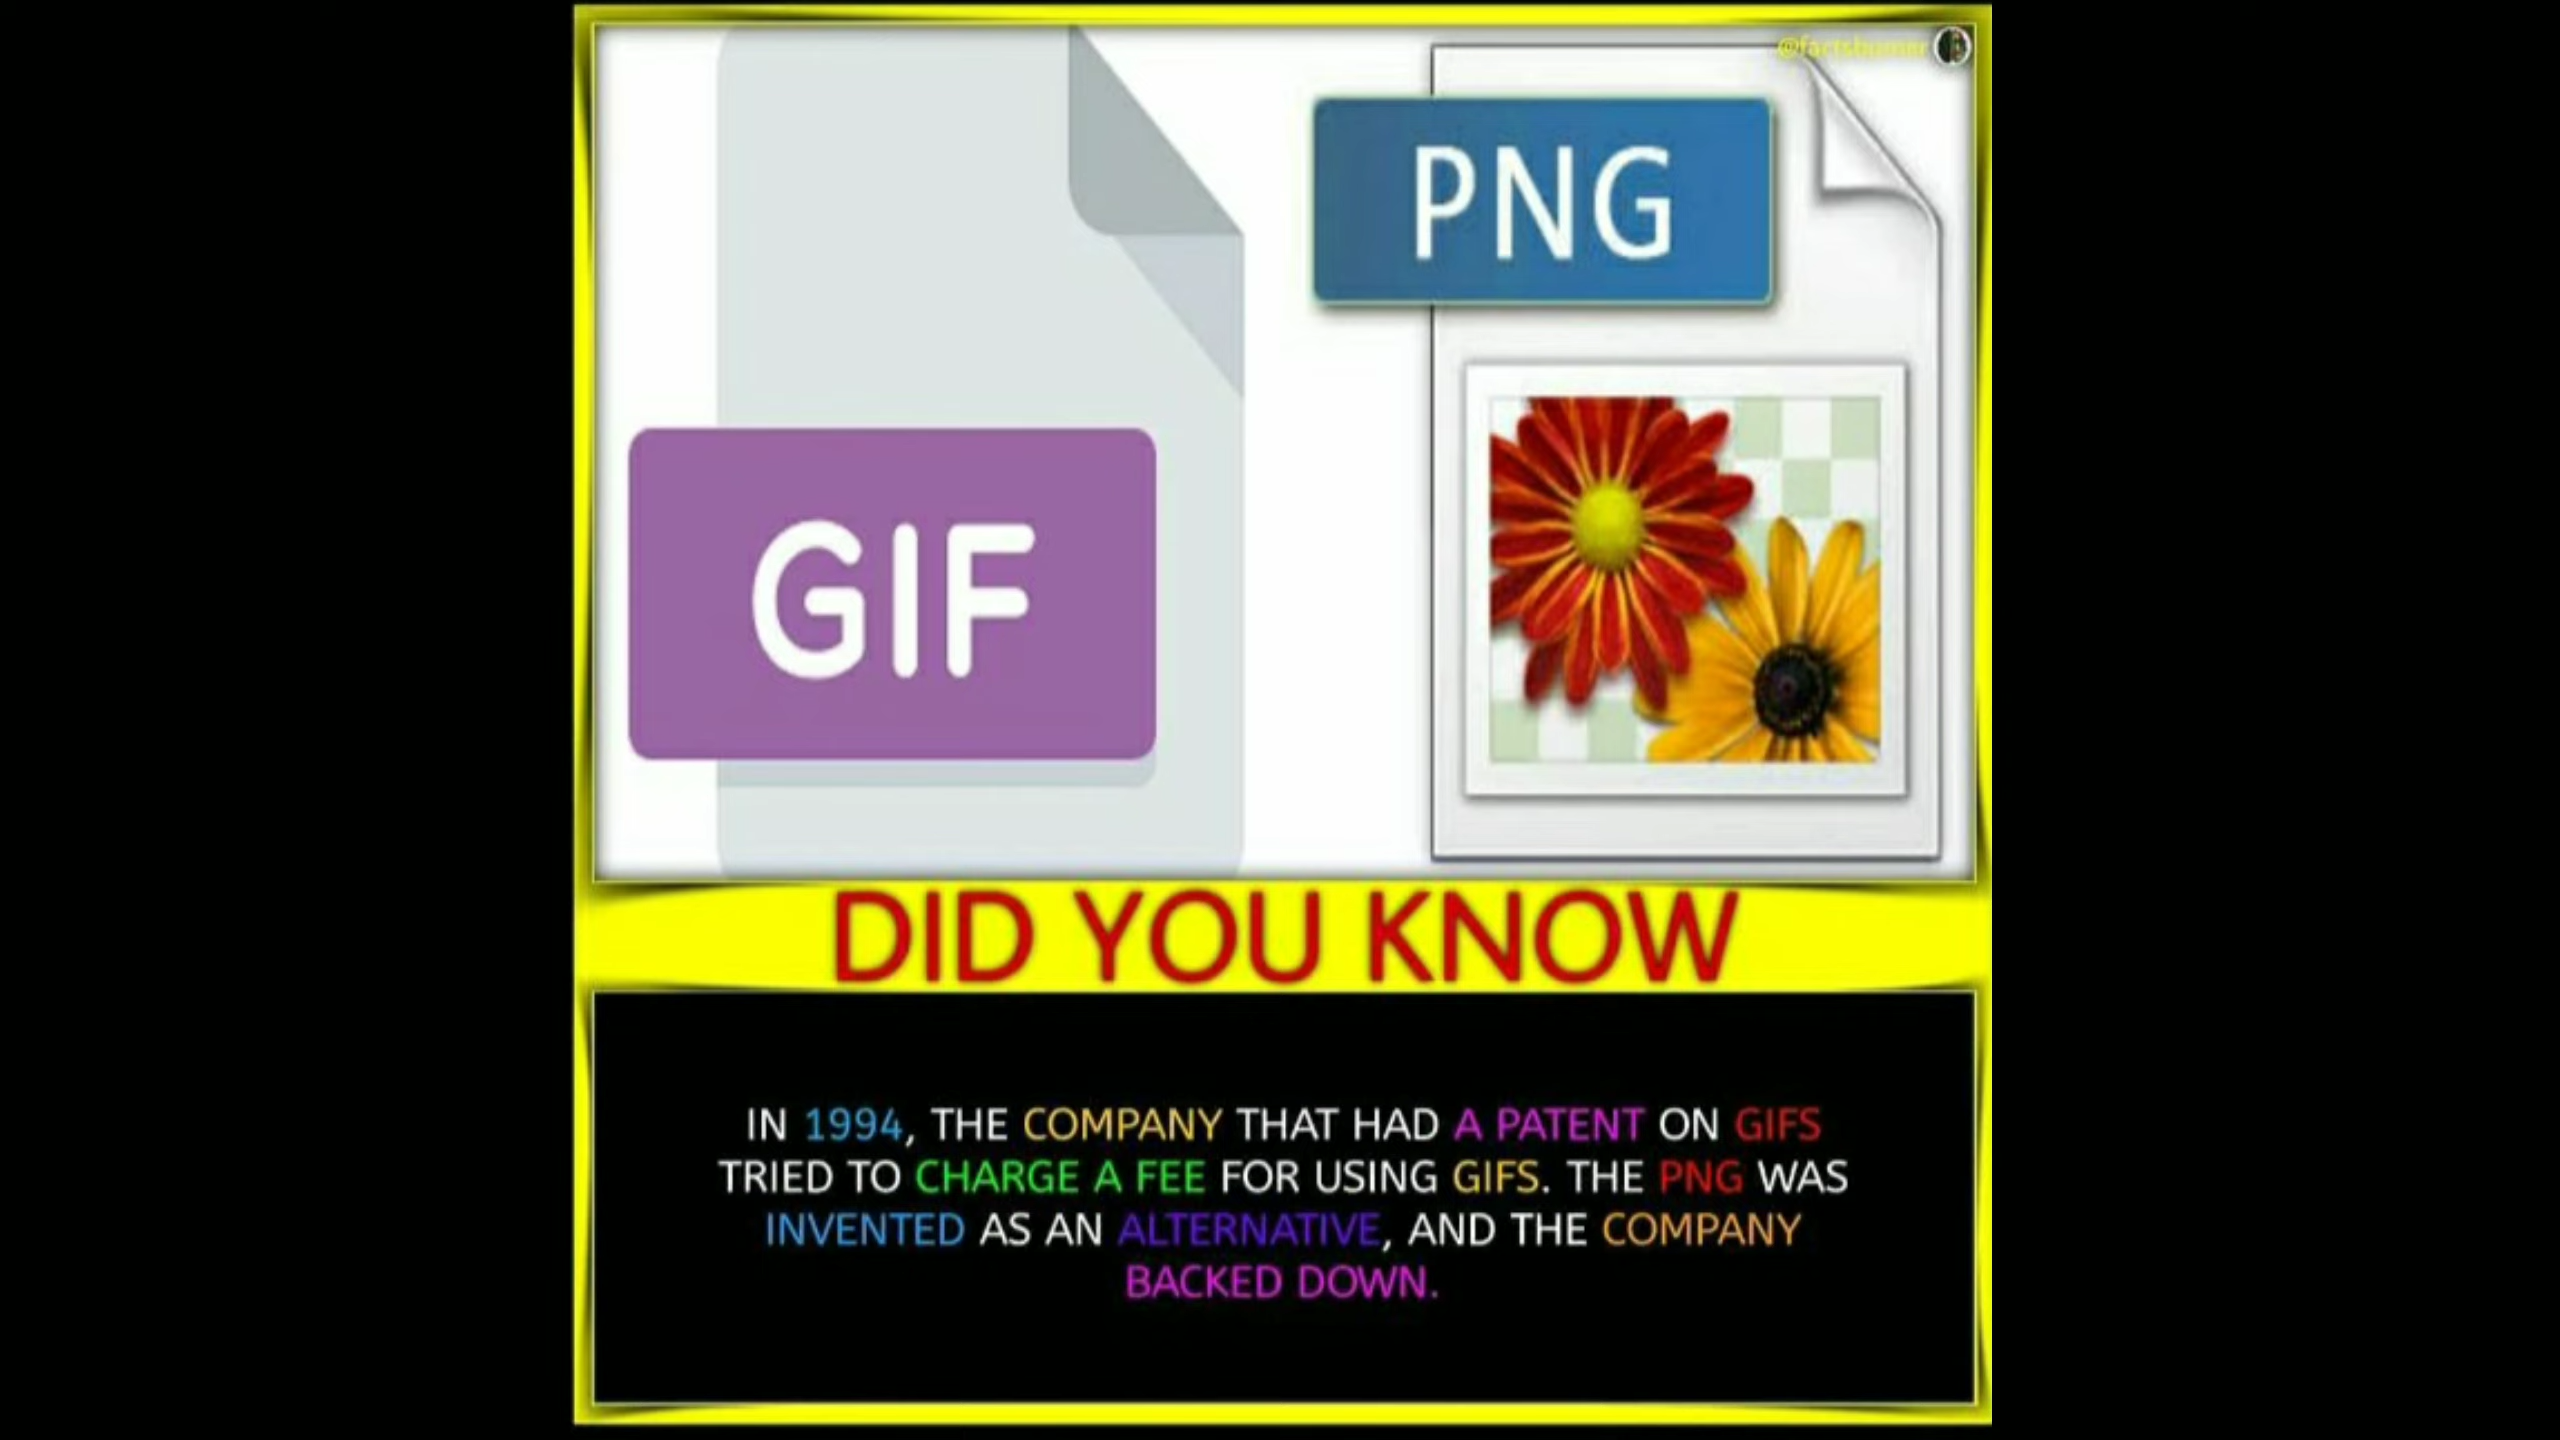 @factsburner
PNG
GIF
DID YOU KNOW
IN 1994, THE COMPANY THAT HAD A PATENT ON GIFS
TRIED TO CHARGE A FEE FOR USING GIFS. THE PNG WAS
INVENTED AS AN ALTERNATIVE, AND THE COMPANY
BACKED DOWN.